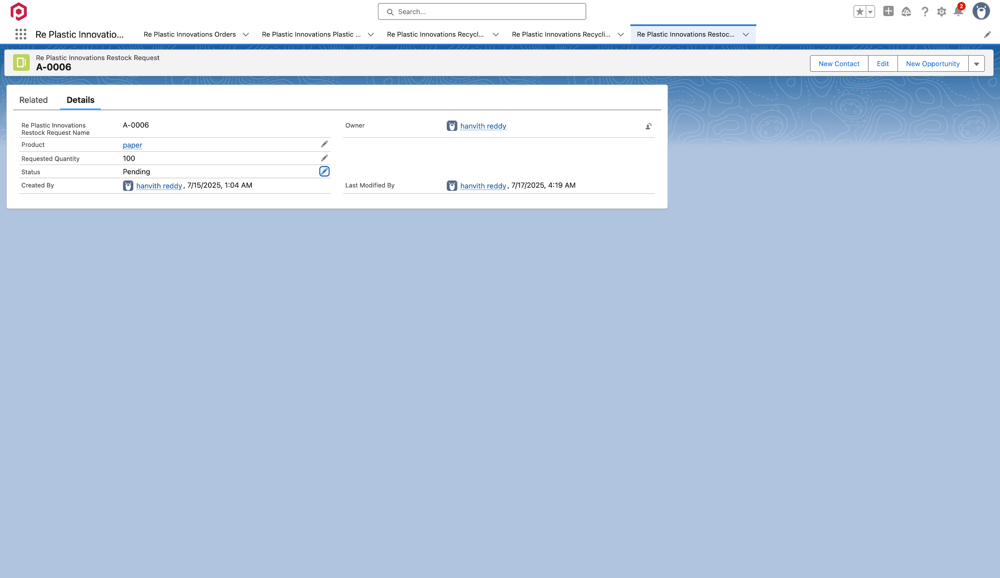 Search...
2
Re Plastic Innovatio...
Re Plastic Innovations Orders
Re Plastic Innovations Plastic ...
Re Plastic Innovations Recycl...
Re Plastic Innovations Recycli...
Re Plastic Innovations Restoc...
Re Plastic Innovations Restock Request
A-0006
New Contact
Edit
New Opportunity
Related
Details
Re Plastic Innovations
Restock Request Name
A-0006
Owner
hanvith reddy
Product
paper
Requested Quantity
100
Status
Pending
Created By
hanvith reddy, 7/15/2025, 1:04 AM
Last Modified By
hanvith reddy, 7/17/2025, 4:19 AM